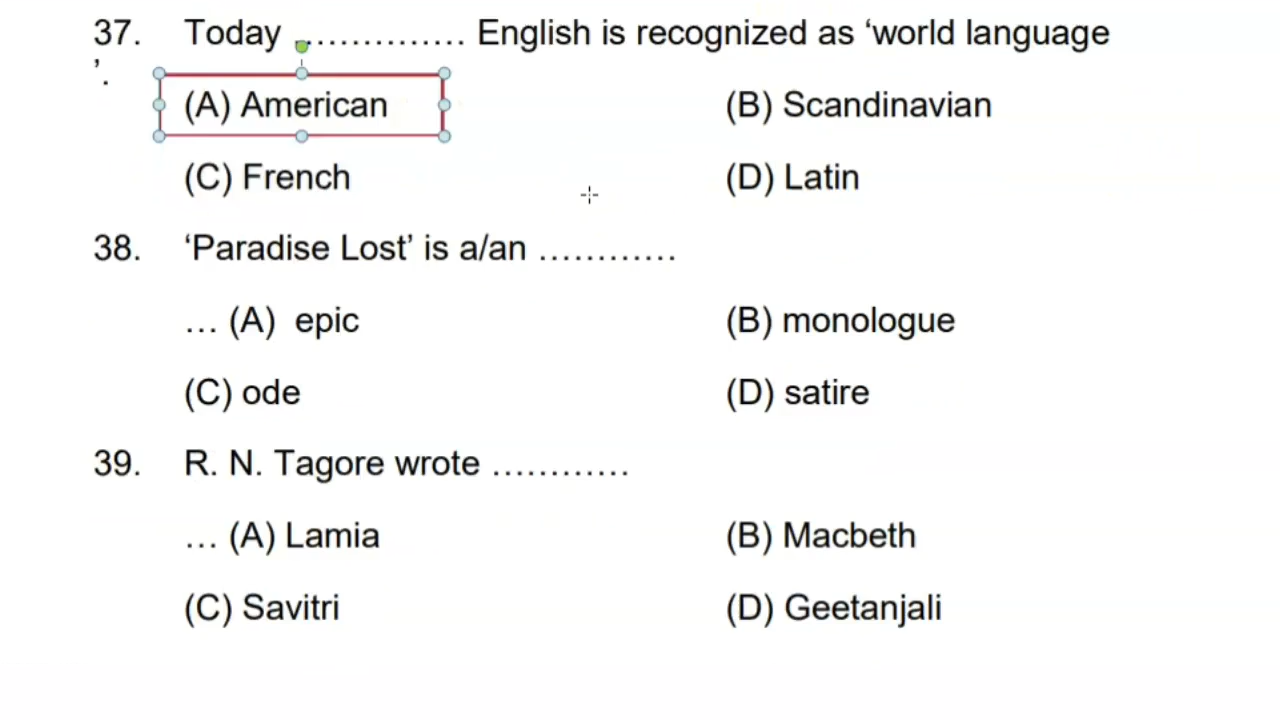 37. Today .............. English is recognized as ‘world language
’.
(A) American (B) Scandinavian
(C) French (D) Latin
38. ‘Paradise Lost’ is a/an ............
... (A) epic (B) monologue
(C) ode (D) satire
39. R. N. Tagore wrote ............
... (A) Lamia (B) Macbeth
(C) Savitri (D) Geetanjali